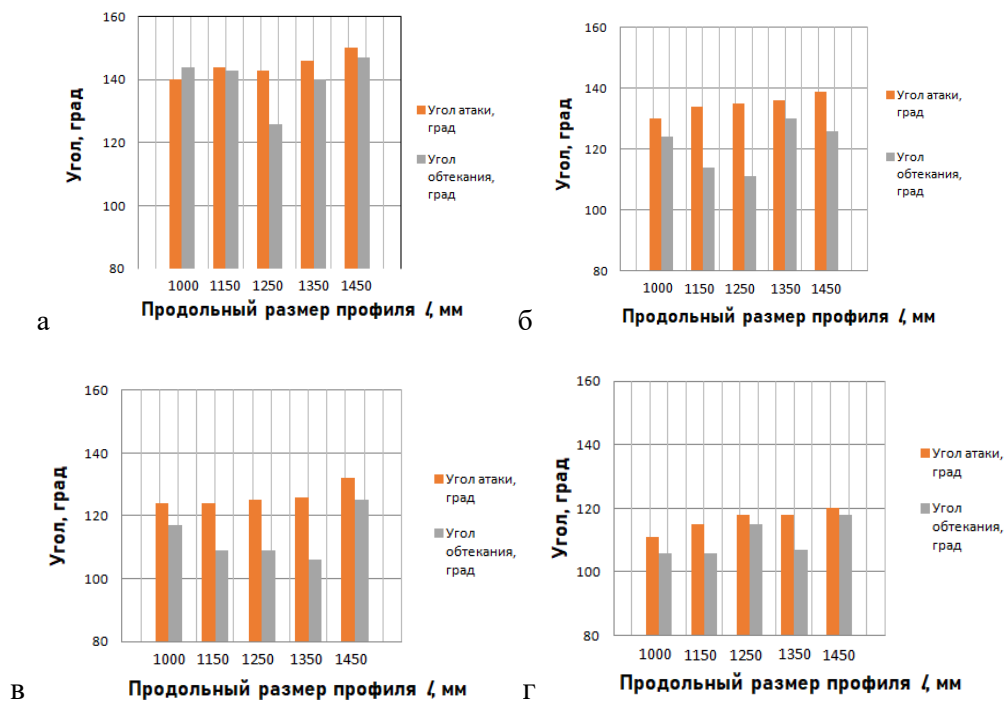 160
140
120
100
80
Угол, град
1000 1150 1250 1350 1450
Продольный размер профиля l, мм
Угол атаки,
град
Угол
обтекания,
град
а
160
140
120
100
80
Угол, град
1000 1150 1250 1350 1450
Продольный размер профиля l, мм
Угол атаки,
град
Угол
обтекания,
град
б
160
140
120
100
80
Угол, град
1000 1150 1250 1350 1450
Продольный размер профиля l, мм
Угол атаки,
град
Угол
обтекания,
град
в
160
140
120
100
80
Угол, град
1000 1150 1250 1350 1450
Продольный размер профиля l, мм
Угол атаки,
град
Угол
обтекания,
град
г